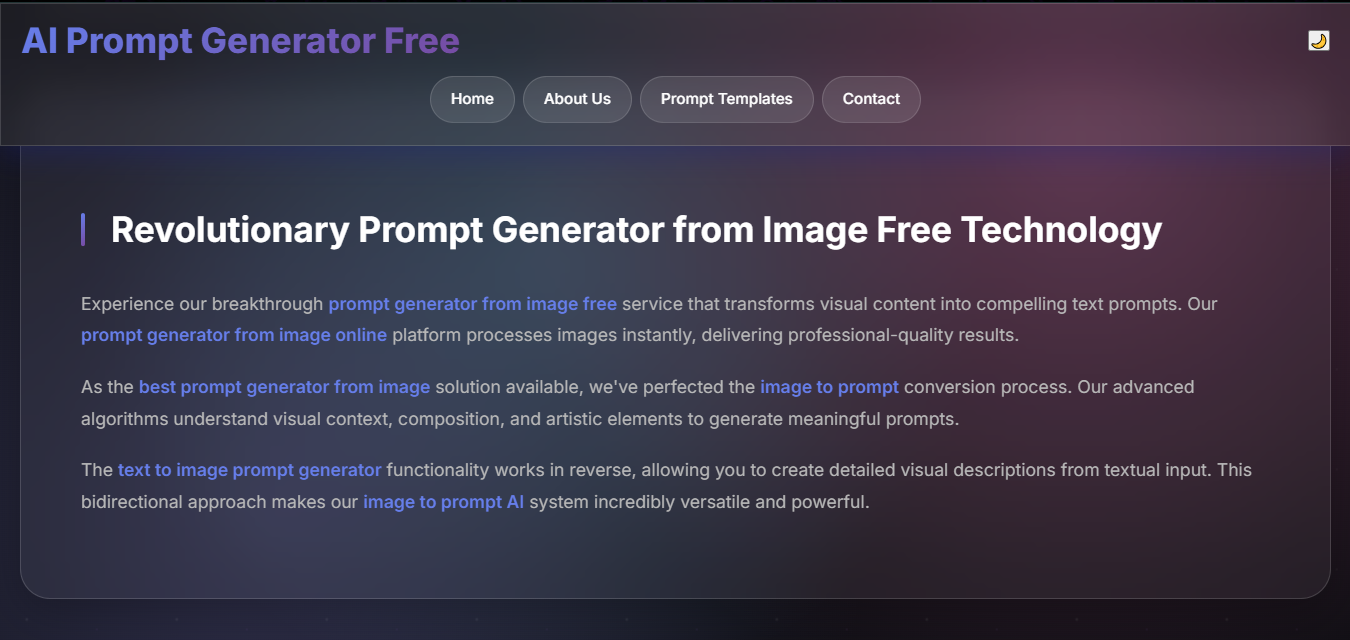 AI Prompt Generator Free
Home
About Us
Prompt Templates
Contact
Revolutionary Prompt Generator from Image Free Technology
Experience our breakthrough prompt generator from image free service that transforms visual content into compelling text prompts. Our
prompt generator from image online platform processes images instantly, delivering professional-quality results.
As the best prompt generator from image solution available, we've perfected the image to prompt conversion process. Our advanced
algorithms understand visual context, composition, and artistic elements to generate meaningful prompts.
The text to image prompt generator functionality works in reverse, allowing you to create detailed visual descriptions from textual input. This
bidirectional approach makes our image to prompt AI system incredibly versatile and powerful.